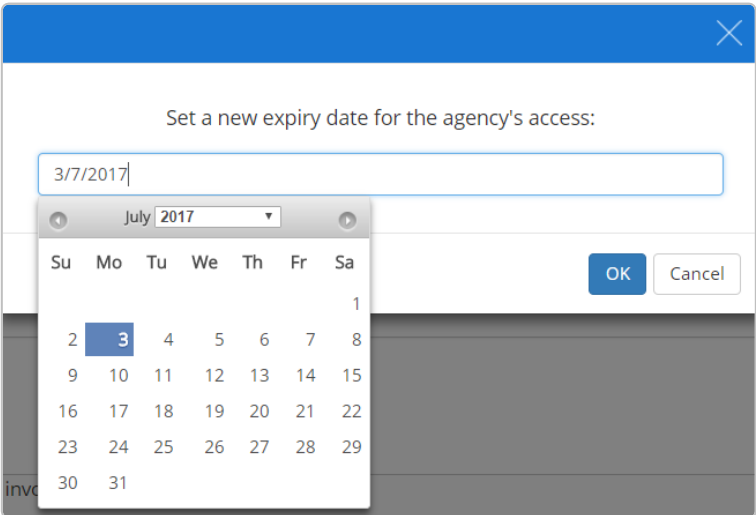 Set a new expiry date for the agency's access:
3/7/2017
July 2017
Su Mo Tu We Th Fr Sa
1
2 3 4 5 6 7 8
9 10 11 12 13 14 15
16 17 18 19 20 21 22
23 24 25 26 27 28 29
30 31
OK Cancel